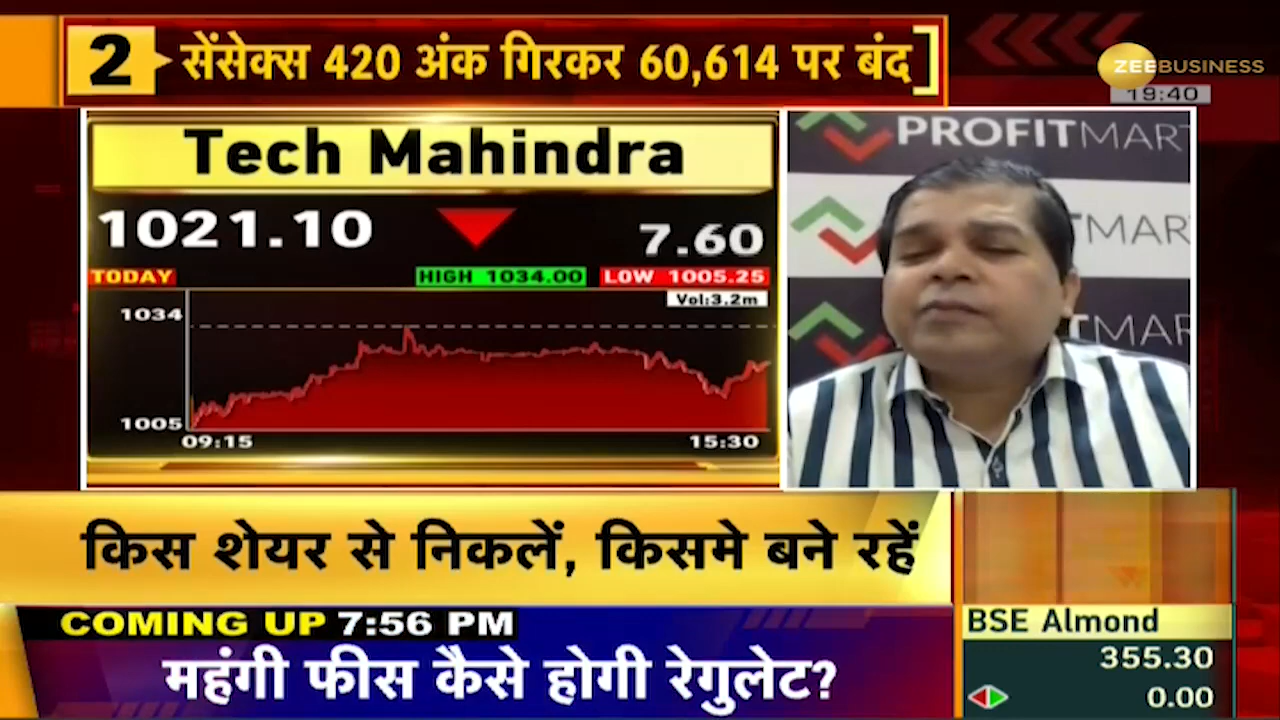 2
सेंसेक्स 420 अंक गिरकर 60,614 पर बंद
ZEEBUSINESS
19:40
Tech Mahindra
1021.10
7.60
TODAY
HIGH 1034.00
LOW 1005.25
Vol:3.2m
1034
1005
09:15
15:30
PROFITMART
MART
MAR
किस शेयर से निकलें, किसमे बने रहें
COMING UP 7:56 PM
महंगी फीस कैसे होगी रेगुलेट?
BSE Almond
355.30
0.00